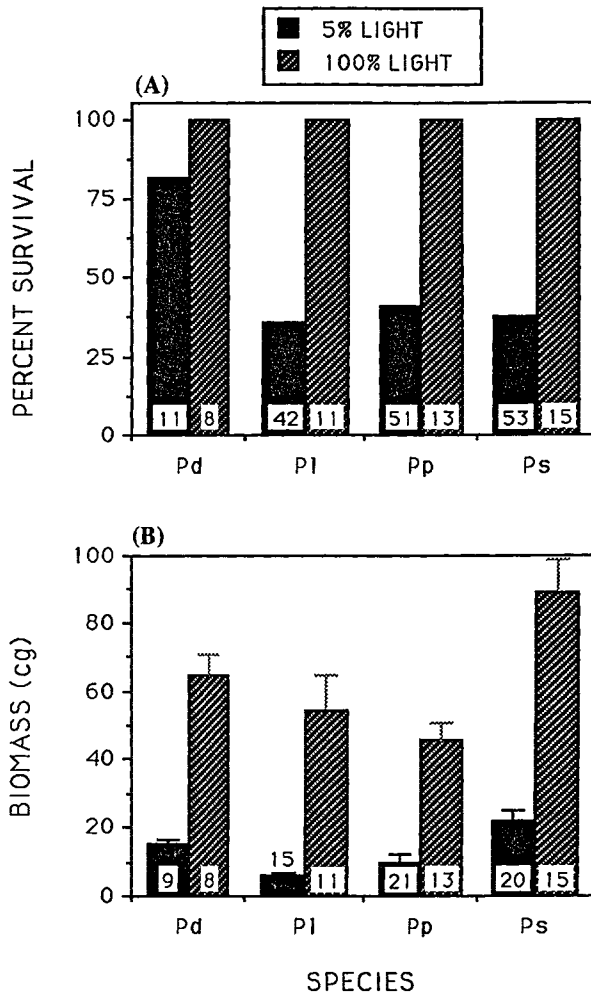 5% LIGHT
100% LIGHT
(A)
PERCENT SURVIVAL
100
75
50
25
0
11 8 42 11 51 13 53 15
Pd Pl Pp Ps
(B)
BIOMASS (cg)
100
80
60
40
20
0
15
9 8 11 21 13 20 15
Pd Pl Pp Ps
SPECIES